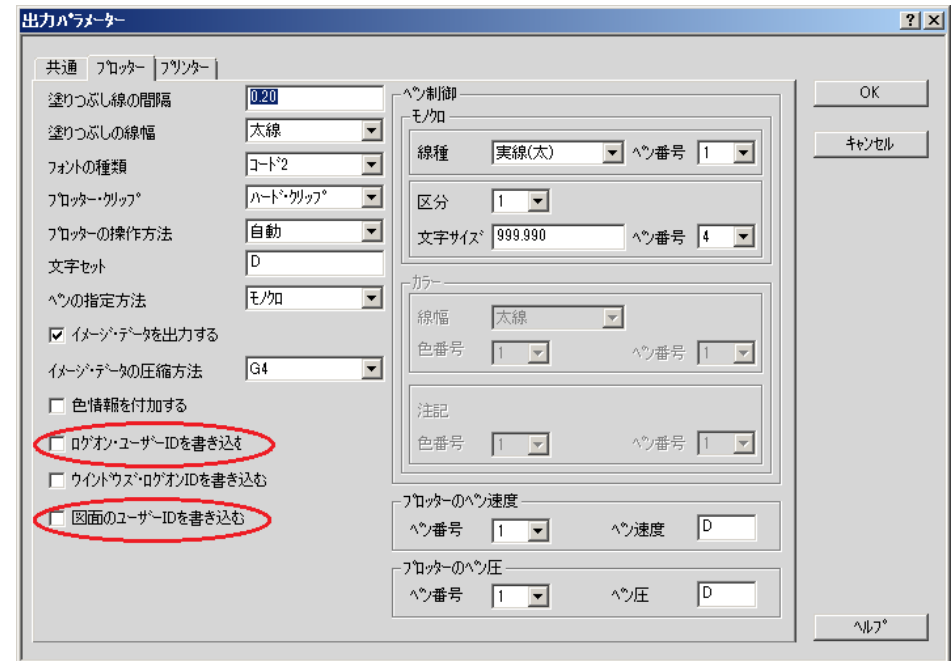 出力ﾊﾟﾗﾒｰﾀｰ
共通 ﾌﾟﾛｯﾀｰ ﾌﾟﾘﾝﾀｰ
塗りつぶし線の間隔 0.20
塗りつぶしの線幅 太線
ﾌｫﾝﾄの種類 ｺｰﾄﾞ2
ﾌﾟﾛｯﾀｰ･ｸﾘｯﾌﾟ ﾊｰﾄﾞ･ｸﾘｯﾌﾟ
ﾌﾟﾛｯﾀｰの操作方法 自動
文字ｾｯﾄ D
ﾍﾟﾝの指定方法 ﾓﾉｸﾛ
ｲﾒｰｼﾞ･ﾃﾞｰﾀを出力する
ｲﾒｰｼﾞ･ﾃﾞｰﾀの圧縮方法 G4
色情報を付加する
ﾛｸﾞｵﾝ･ﾕｰｻﾞｰIDを書き込む
ｳｲﾝﾄﾞｳｽﾞ･ﾛｸﾞｵﾝIDを書き込む
図面のﾕｰｻﾞｰIDを書き込む
ﾍﾟﾝ制御
ﾓﾉｸﾛ
線種 実線(太) ﾍﾟﾝ番号 1
区分 1
文字ｻｲｽﾞ 999.990 ﾍﾟﾝ番号 4
ｶﾗｰ
線幅 太線
色番号 1 ﾍﾟﾝ番号 1
注記
色番号 1 ﾍﾟﾝ番号 1
ﾌﾟﾛｯﾀｰのﾍﾟﾝ速度
ﾍﾟﾝ番号 1 ﾍﾟﾝ速度 D
ﾌﾟﾛｯﾀｰのﾍﾟﾝ圧
ﾍﾟﾝ番号 1 ﾍﾟﾝ圧 D
OK
ｷｬﾝｾﾙ
ﾍﾙﾌﾟ